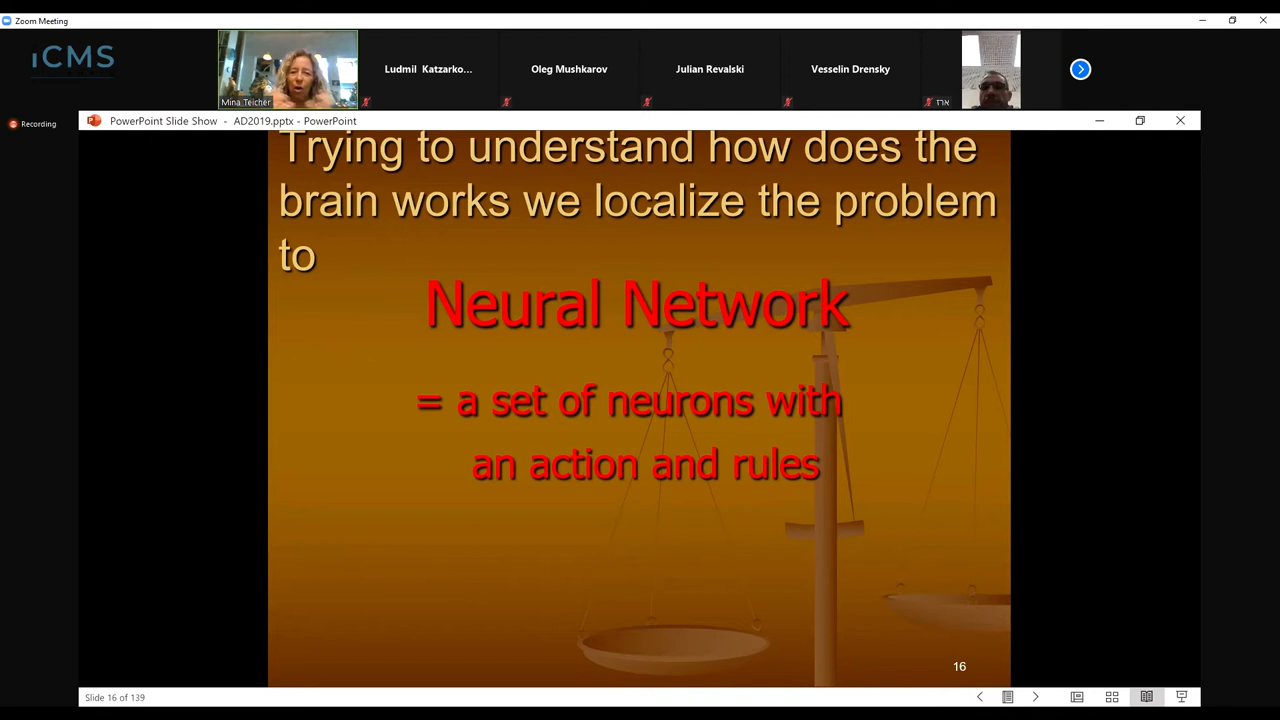 Zoom Meeting
iCMS
Mina Teicher
Ludmil Katzarko...
Oleg Mushkarov
Julian Revalski
Vesselin Drensky
ארז
Recording
PowerPoint Slide Show - AD2019.pptx - PowerPoint
Trying to understand how does the
brain works we localize the problem
to
Neural Network
= a set of neurons with
an action and rules
16
Slide 16 of 139